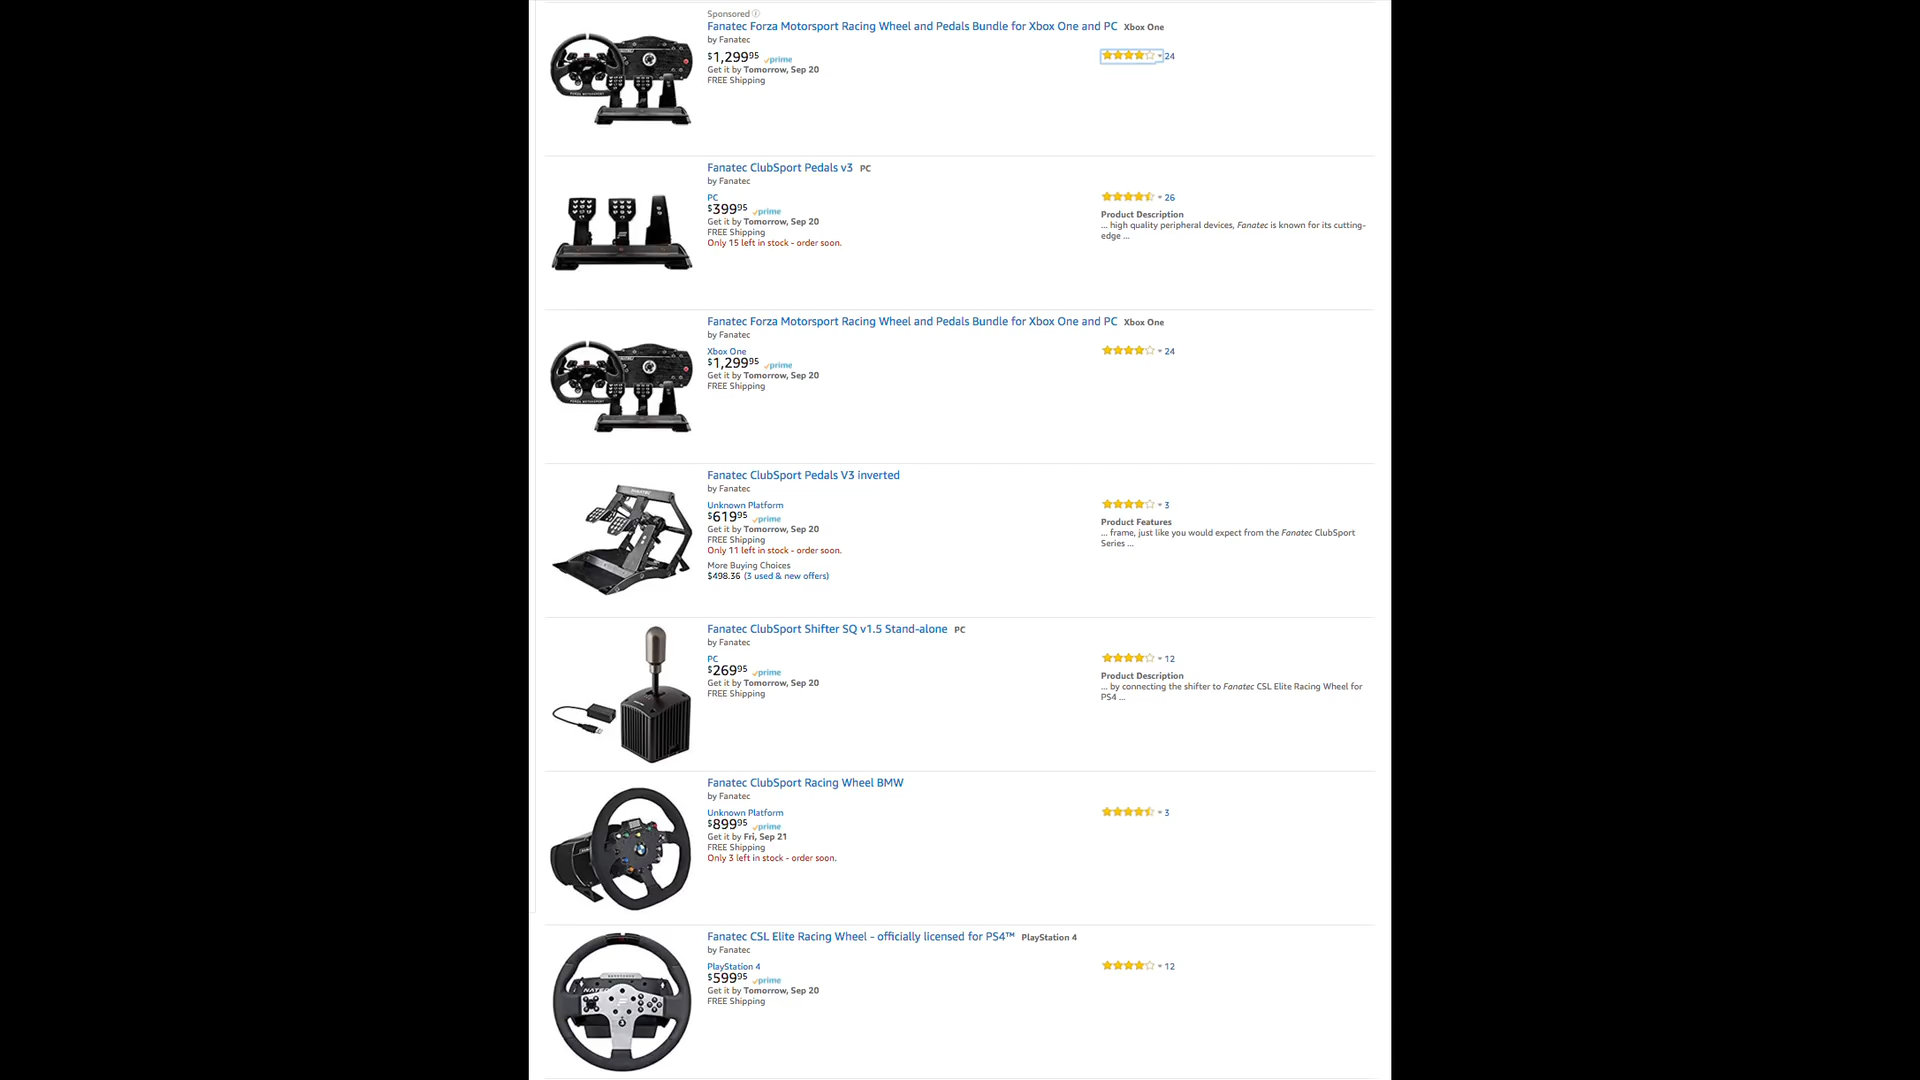 Sponsored
Fanatec Forza Motorsport Racing Wheel and Pedals Bundle for Xbox One and PC Xbox One
by Fanatec
$1,299.95 prime
24
Get it by Tomorrow, Sep 20
FREE Shipping
Fanatec ClubSport Pedals v3 PC
by Fanatec
PC
26
$399.95 prime
Product Description
Get it by Tomorrow, Sep 20
... high quality peripheral devices, Fanatec is known for its cutting-
FREE Shipping
edge ...
Only 15 left in stock - order soon.
Fanatec Forza Motorsport Racing Wheel and Pedals Bundle for Xbox One and PC Xbox One
by Fanatec
Xbox One
24
$1,299.95 prime
Get it by Tomorrow, Sep 20
FREE Shipping
Fanatec ClubSport Pedals V3 inverted
by Fanatec
Unknown Platform
3
$619.95 prime
Product Features
Get it by Tomorrow, Sep 20
... frame, just like you would expect from the Fanatec ClubSport
FREE Shipping
Series ...
Only 11 left in stock - order soon.
More Buying Choices
$498.36 (3 used & new offers)
Fanatec ClubSport Shifter SQ v1.5 Stand-alone PC
by Fanatec
PC
12
$269.95 prime
Product Description
Get it by Tomorrow, Sep 20
... by connecting the shifter to Fanatec CSL Elite Racing Wheel for
FREE Shipping
PS4 ...
Fanatec ClubSport Racing Wheel BMW
by Fanatec
Unknown Platform
3
$899.95 prime
Get it by Fri, Sep 21
FREE Shipping
Only 3 left in stock - order soon.
Fanatec CSL Elite Racing Wheel - officially licensed for PS4™ PlayStation 4
by Fanatec
PlayStation 4
12
$599.95 prime
Get it by Tomorrow, Sep 20
FREE Shipping